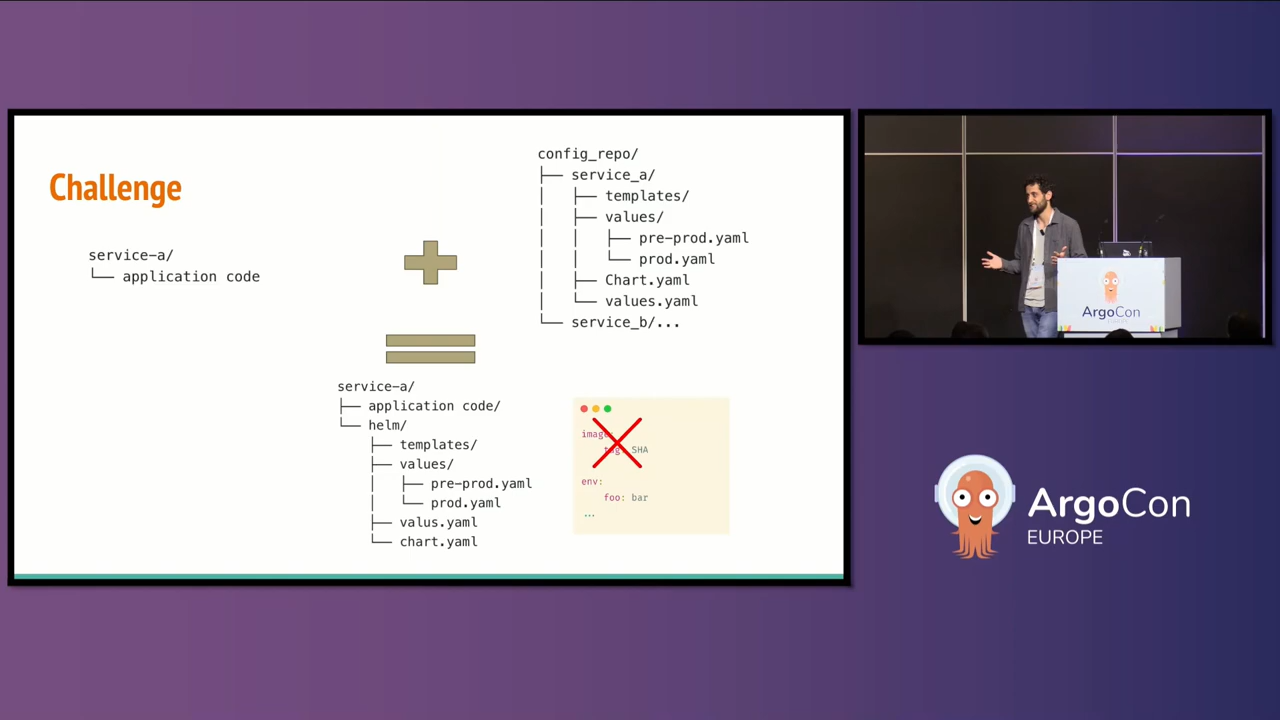 Challenge
service-a/
└── application code
config_repo/
├── service_a/
│   ├── templates/
│   ├── values/
│   │   ├── pre-prod.yaml
│   │   └── prod.yaml
│   ├── Chart.yaml
│   └── values.yaml
└── service_b/...
service-a/
├── application code/
└── helm/
    ├── templates/
    ├── values/
    │   ├── pre-prod.yaml
    │   └── prod.yaml
    ├── valus.yaml
    └── chart.yaml
image:
tag: SHA
env:
foo: bar
...
ArgoCon
ArgoCon
EUROPE